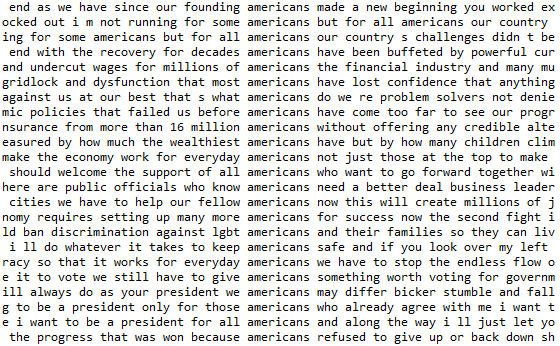 end as we have since our founding americans made a new beginning you worked ex
ocked out i m not running for some americans but for all americans our country
ing for some americans but for all americans our country s challenges didn t be
end with the recovery for decades americans have been buffeted by powerful cur
and undercut wages for millions of americans the financial industry and many mu
gridlock and dysfunction that most americans have lost confidence that anything
against us at our best that s what americans do we re problem solvers not denie
mic policies that failed us before americans have come too far to see our progr
nsurance from more than 16 million americans without offering any credible alte
easured by how much the wealthiest americans have but by how many children clim
make the economy work for everyday americans not just those at the top to make
should welcome the support of all americans who want to go forward together wi
here are public officials who know americans need a better deal business leader
cities we have to help our fellow americans now this will create millions of j
nomy requires setting up many more americans for success now the second fight i
ld ban discrimination against lgbt americans and their families so they can liv
i ll do whatever it takes to keep americans safe and if you look over my left
racy so that it works for everyday americans we have to stop the endless flow o
e it to vote we still have to give americans something worth voting for governm
ill always do as your president we americans may differ bicker stumble and fall
g to be a president only for those americans who already agree with me i want t
e i want to be a president for all americans and along the way i ll just let yo
the progress that was won because americans refused to give up or back down sh